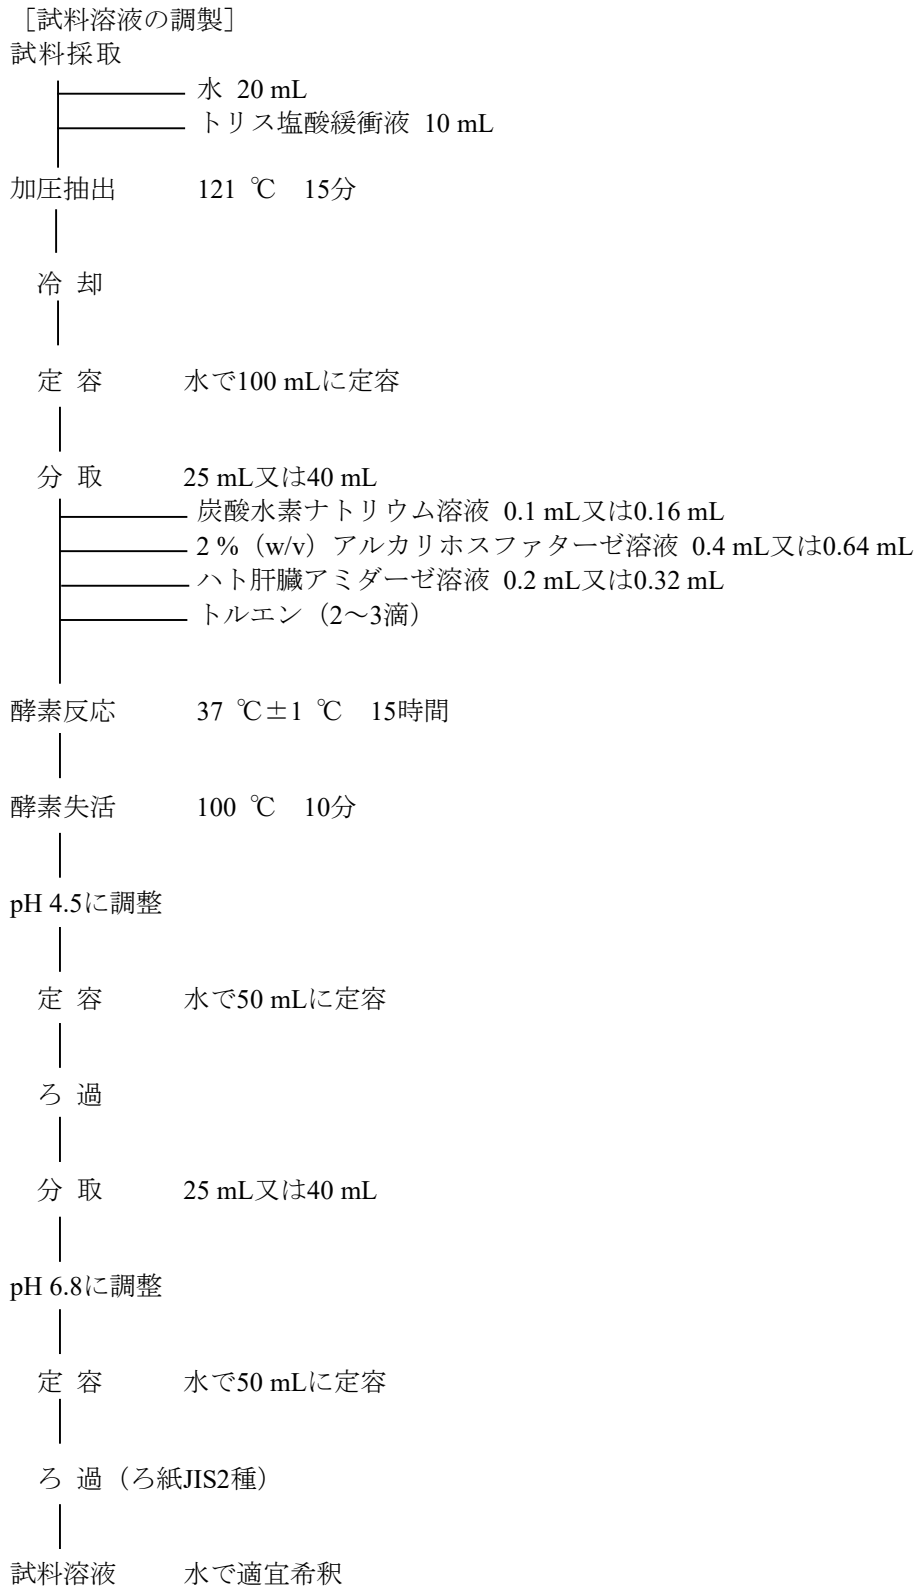 ［試料溶液の調製］
試料採取
水 20 mL
トリス塩酸緩衝液 10 mL
加圧抽出 121 ℃ 15分
冷 却
定 容 水で100 mLに定容
分 取 25 mL又は40 mL
炭酸水素ナトリウム溶液 0.1 mL又は0.16 mL
2 %（w/v）アルカリホスファターゼ溶液 0.4 mL又は0.64 mL
ハト肝臓アミダーゼ溶液 0.2 mL又は0.32 mL
トルエン（2～3滴）
酵素反応 37 ℃±1 ℃ 15時間
酵素失活 100 ℃ 10分
pH 4.5に調整
定 容 水で50 mLに定容
ろ 過
分 取 25 mL又は40 mL
pH 6.8に調整
定 容 水で50 mLに定容
ろ 過（ろ紙JIS2種）
試料溶液 水で適宜希釈